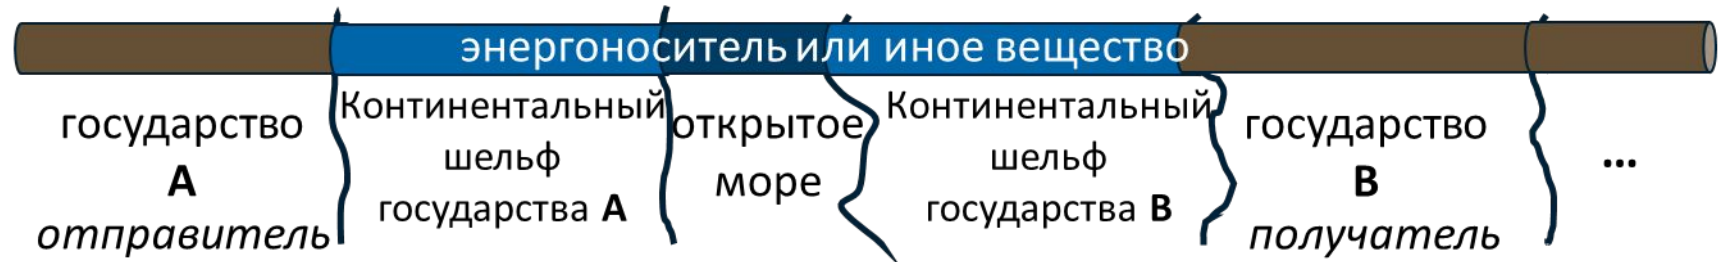 энергоноситель или иное вещество
государство
А
отправитель
Континентальный
шельф
государства А
открытое
море
Континентальный
шельф
государства В
государство
В
получатель
...